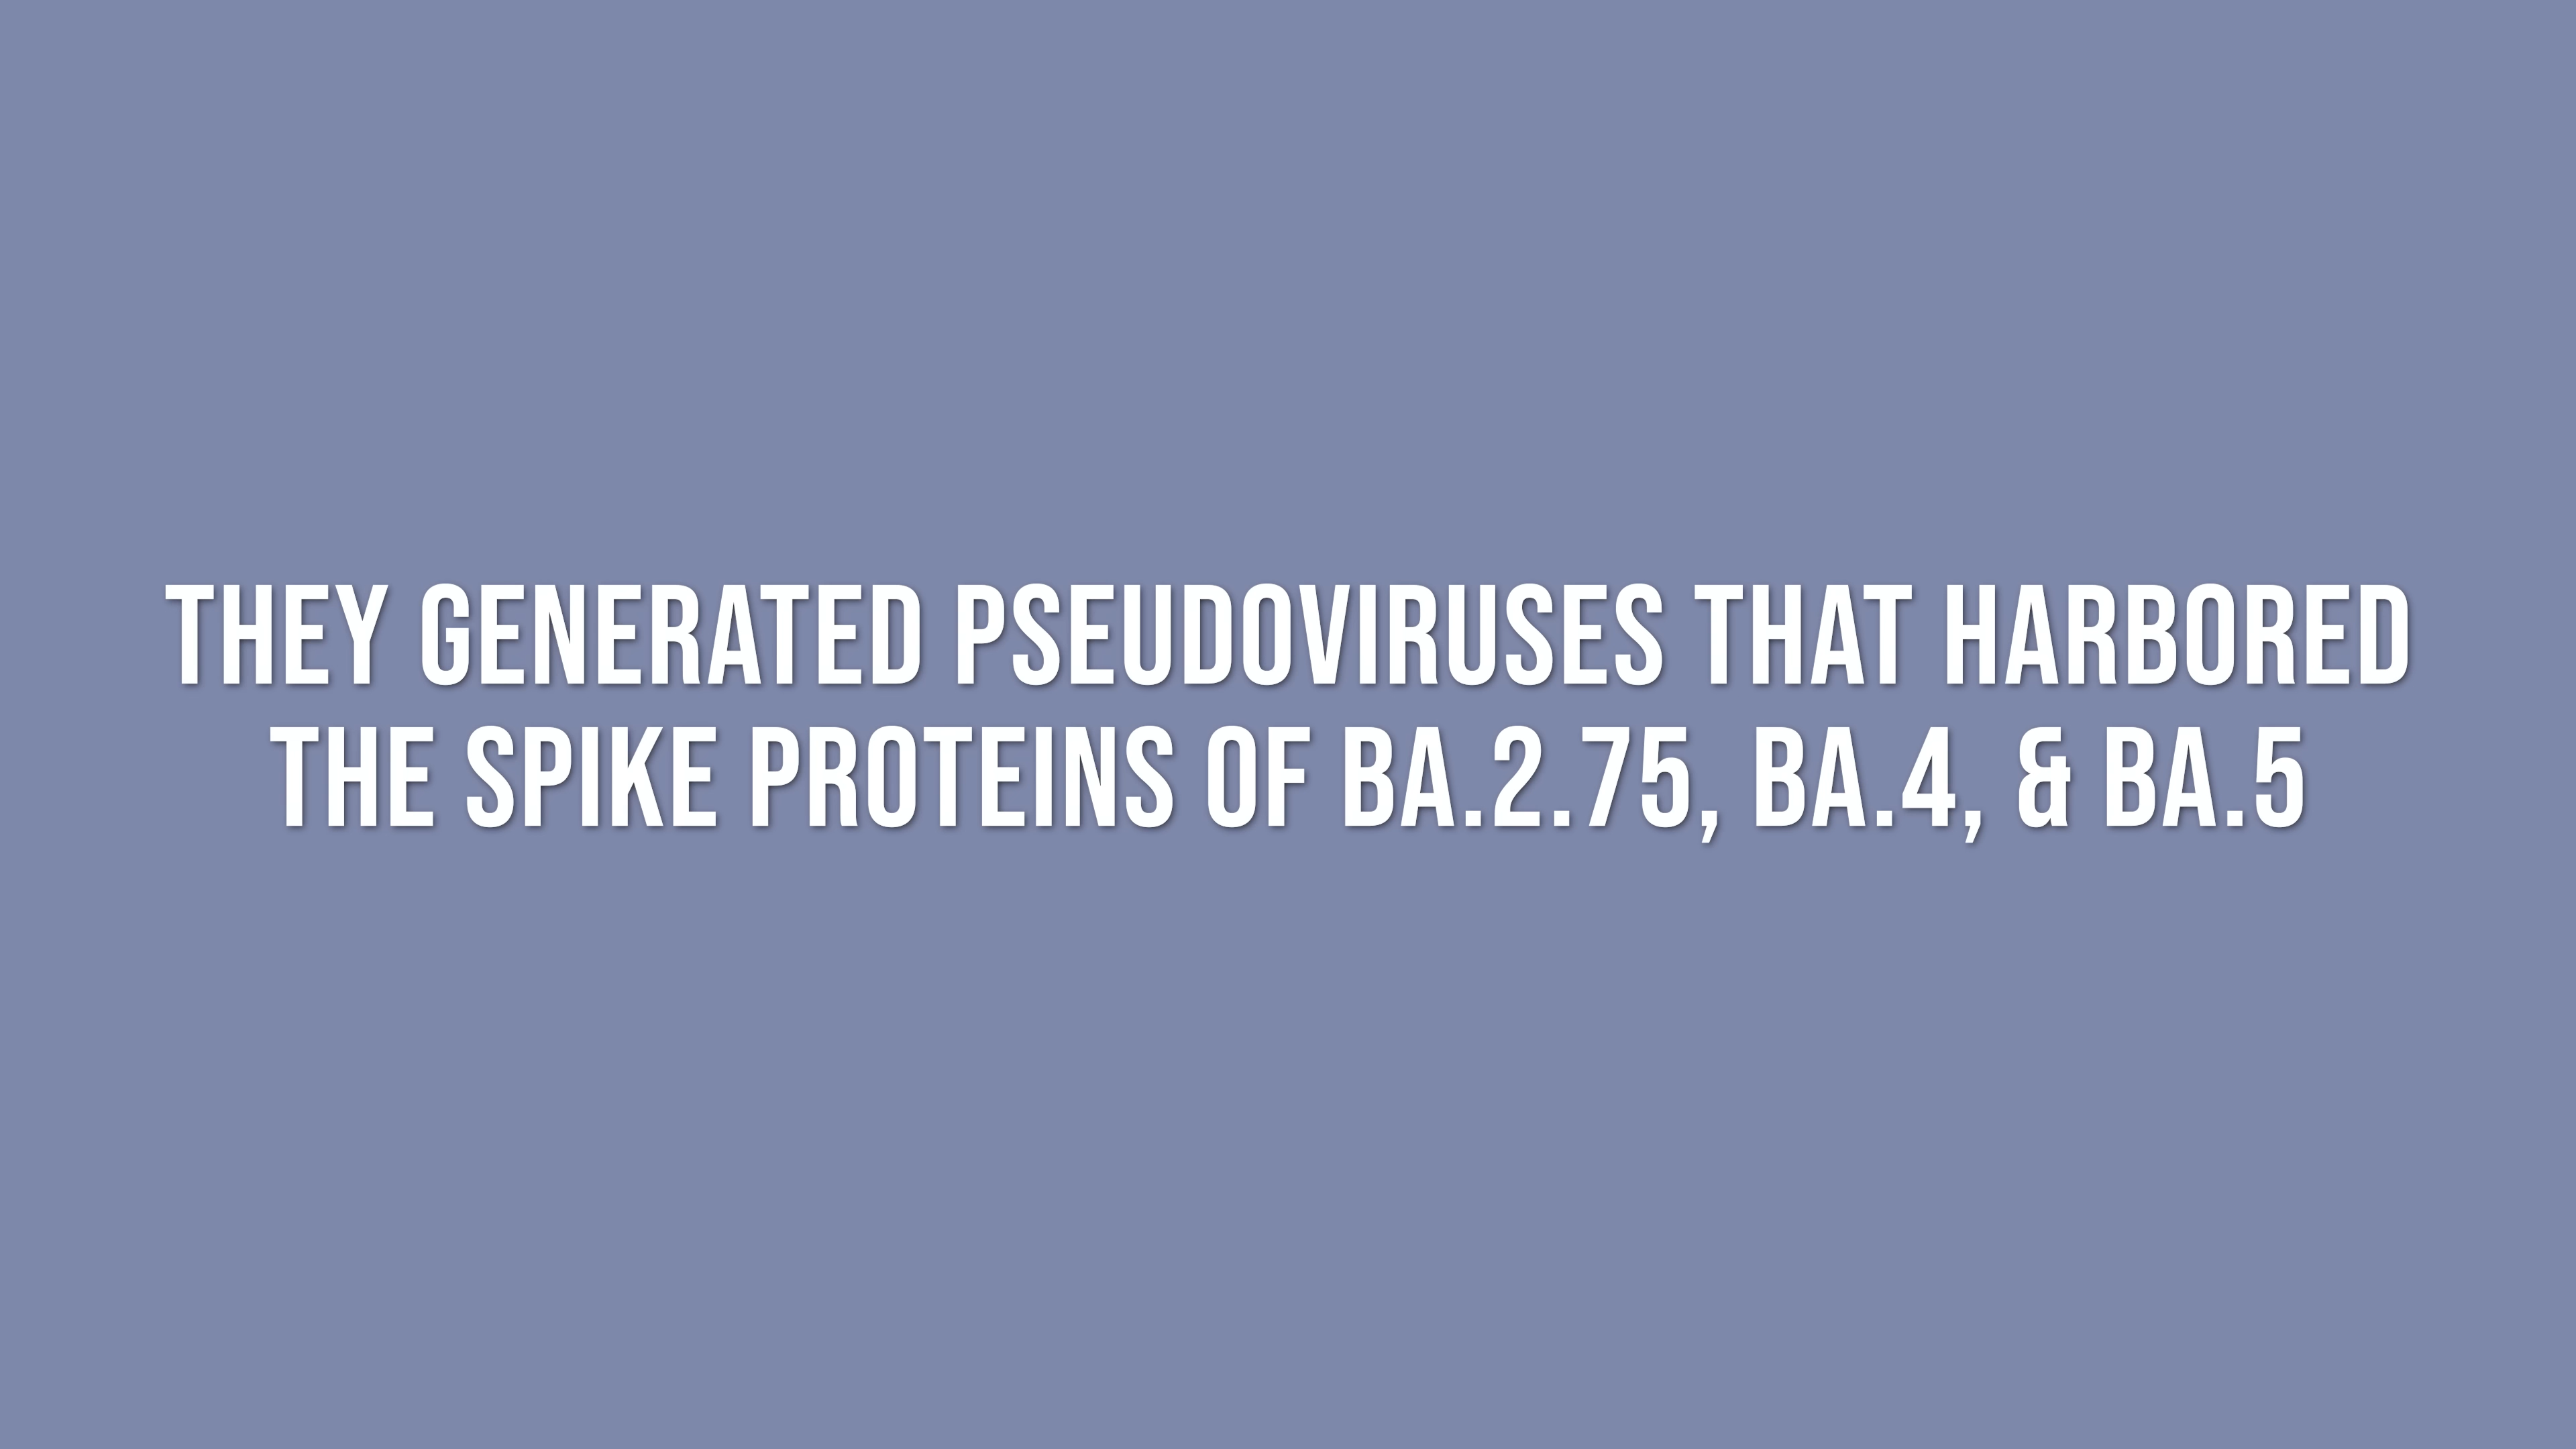 THEY GENERATED PSEUDOVIRUSES THAT HARBORED
THE SPIKE PROTEINS OF BA.2.75, BA.4, & BA.5